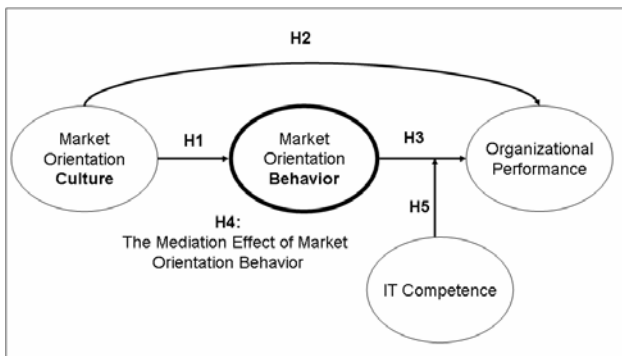 H2
Market
Orientation
Culture
H1
Market
Orientation
Behavior
H3
Organizational
Performance
H4:
The Mediation Effect of Market
Orientation Behavior
H5
IT Competence